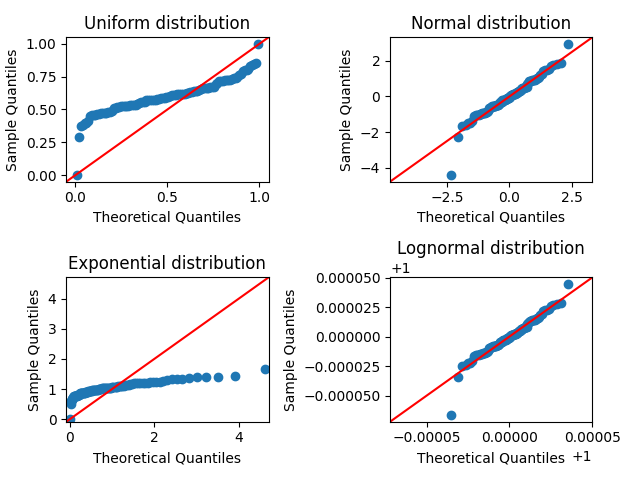 Uniform distribution
1.00
0.75
0.50
0.25
0.00
Sample Quantiles
0.0
0.5
1.0
Theoretical Quantiles
Normal distribution
2
0
−2
−4
Sample Quantiles
−2.5
0.0
2.5
Theoretical Quantiles
Exponential distribution
4
3
2
1
0
Sample Quantiles
0
2
4
Theoretical Quantiles
Lognormal distribution
+1
0.000050
0.000025
0.000000
−0.000025
−0.000050
Sample Quantiles
−0.00005
0.00000
0.00005
Theoretical Quantiles
+1